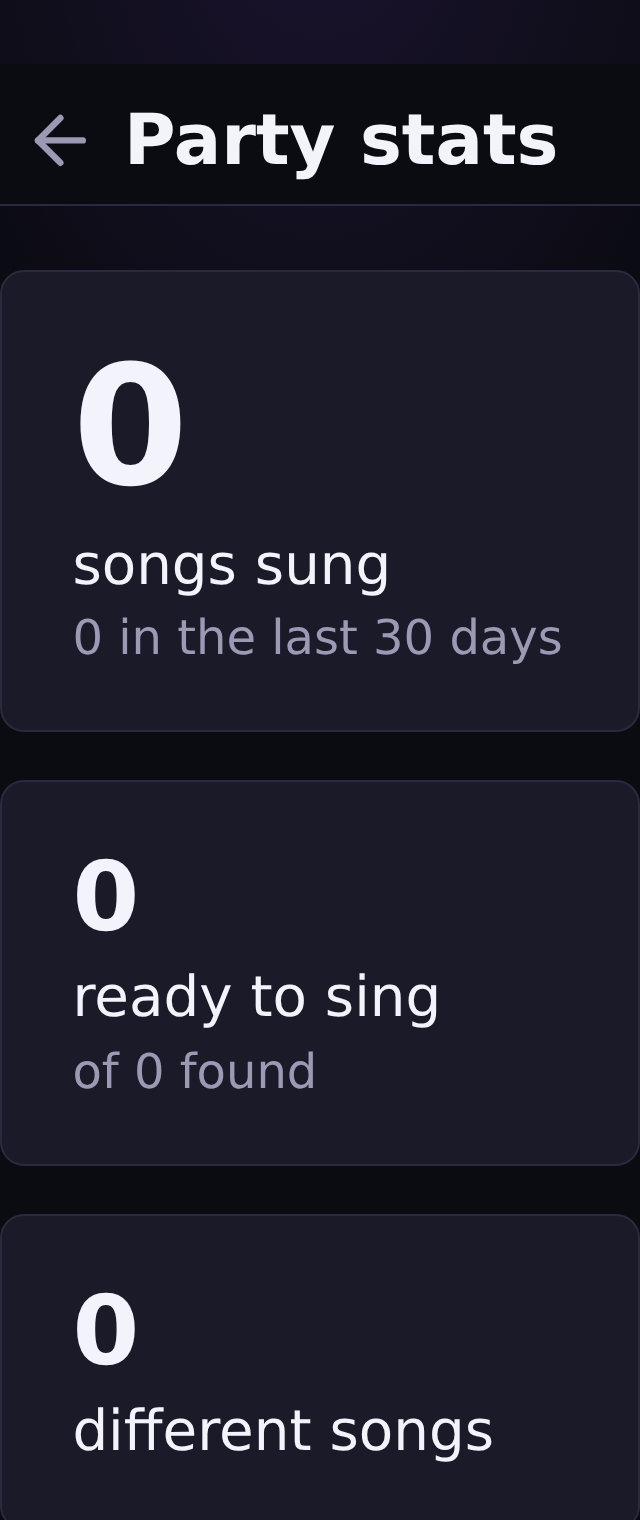 Party stats
0
songs sung
0 in the last 30 days
0
ready to sing
of 0 found
0
different songs